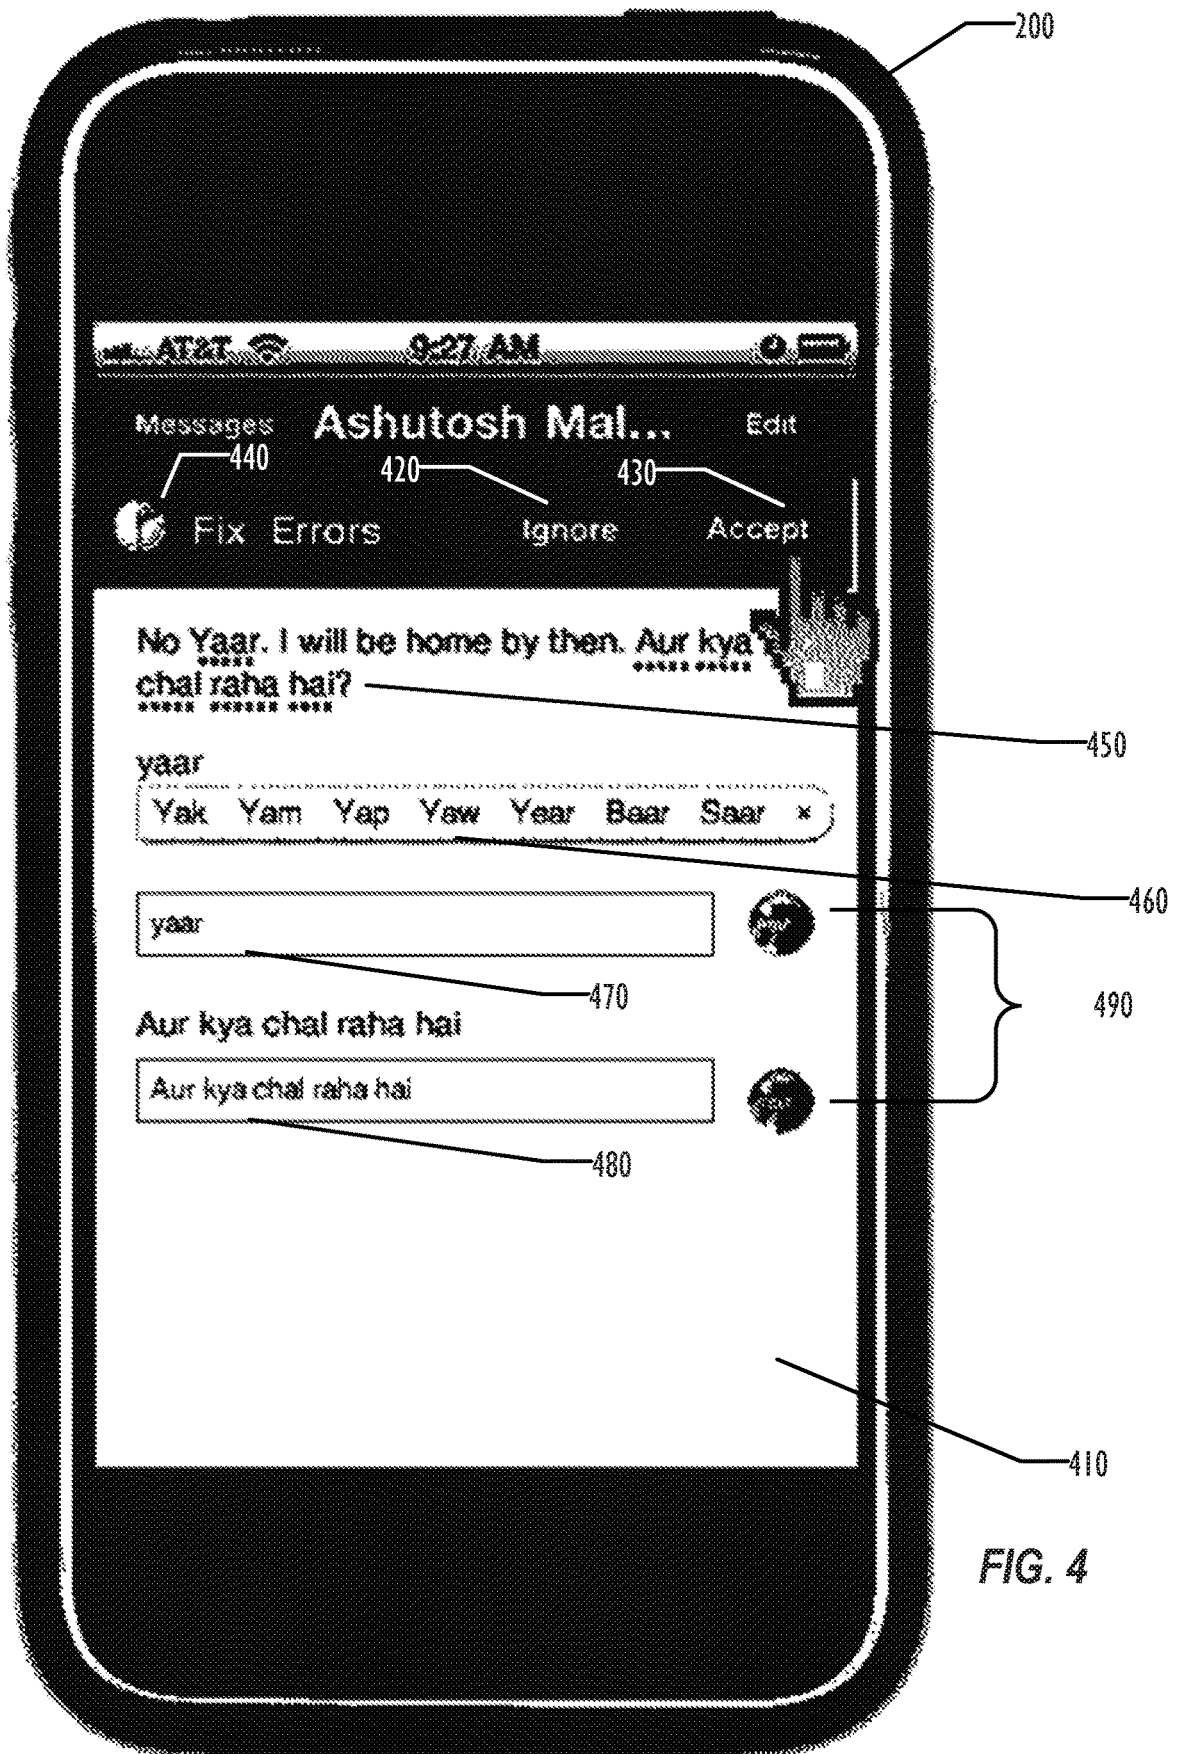 200
AT&T 9:27 AM
Messages Ashutosh Mal... Edit
440 420 430
Fix Errors Ignore Accept
No Yaar. I will be home by then. Aur kya
chal raha hai?
450
yaar
Yak Yam Yap Yaw Year Baar Saar ×
460
yaar
470
490
Aur kya chal raha hai
Aur kya chal raha hai
480
410
FIG. 4